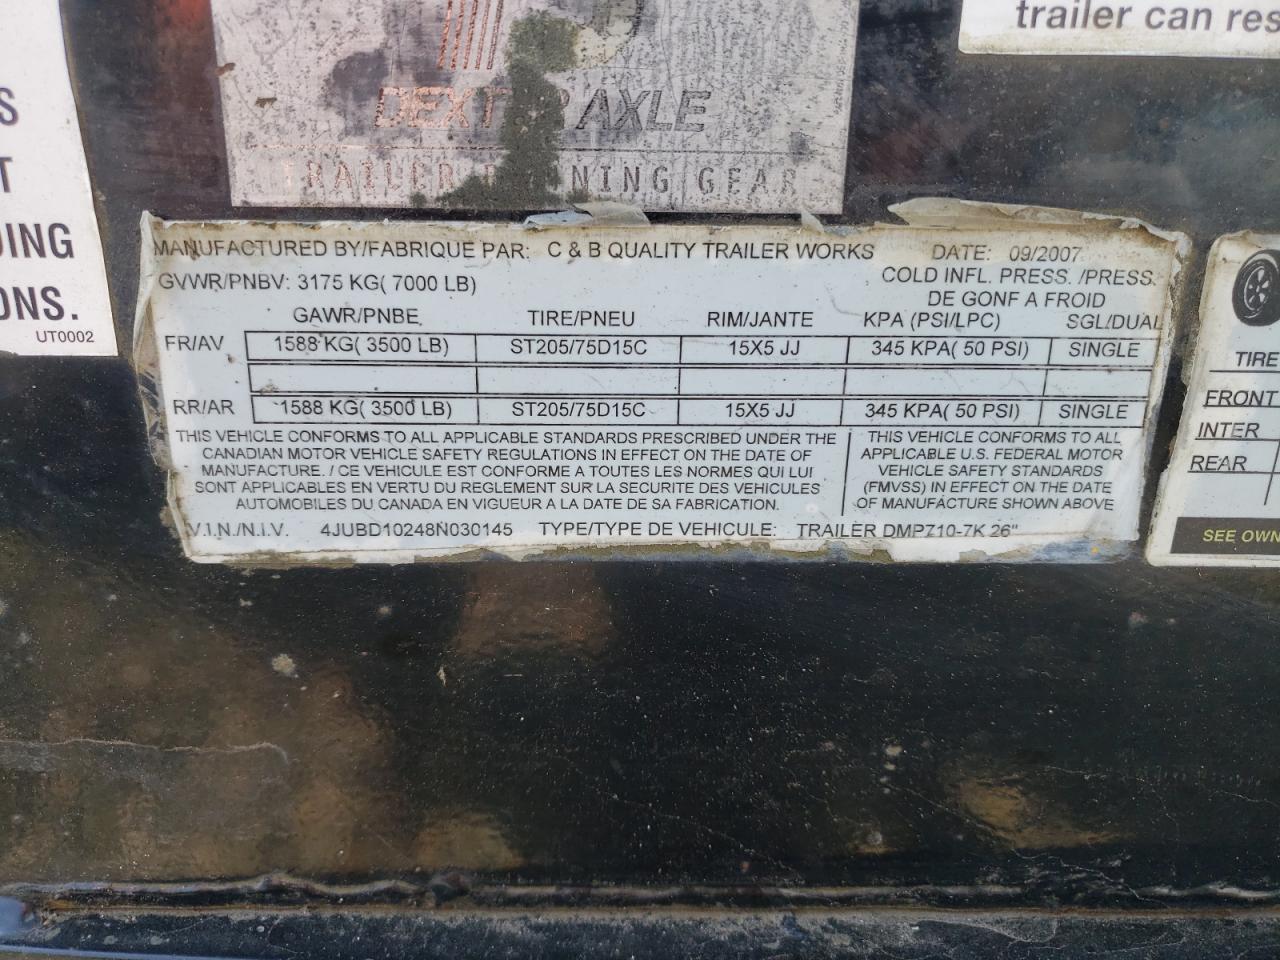 trailer can res
S
T
DING
ONS.
UT0002
DEXTER AXLE
TRAILER RUNNING GEAR
MANUFACTURED BY/FABRIQUE PAR: C & B QUALITY TRAILER WORKS DATE: 09/2007
GVWR/PNBV: 3175 KG( 7000 LB) COLD INFL. PRESS. /PRESS.
DE GONF A FROID
GAWR/PNBE TIRE/PNEU RIM/JANTE KPA (PSI/LPC) SGL/DUAL
FR/AV 1588 KG( 3500 LB) ST205/75D15C 15X5 JJ 345 KPA( 50 PSI) SINGLE
RR/AR 1588 KG( 3500 LB) ST205/75D15C 15X5 JJ 345 KPA( 50 PSI) SINGLE
THIS VEHICLE CONFORMS TO ALL APPLICABLE STANDARDS PRESCRIBED UNDER THE
CANADIAN MOTOR VEHICLE SAFETY REGULATIONS IN EFFECT ON THE DATE OF
MANUFACTURE. / CE VEHICULE EST CONFORME A TOUTES LES NORMES QUI LUI
SONT APPLICABLES EN VERTU DU REGLEMENT SUR LA SECURITE DES VEHICULES
AUTOMOBILES DU CANADA EN VIGUEUR A LA DATE DE SA FABRICATION.
THIS VEHICLE CONFORMS TO ALL
APPLICABLE U.S. FEDERAL MOTOR
VEHICLE SAFETY STANDARDS
(FMVSS) IN EFFECT ON THE DATE
OF MANUFACTURE SHOWN ABOVE
V.I.N./N.I.V. 4JUBD10248N030145 TYPE/TYPE DE VEHICULE: TRAILER DMPZ10-7K 26"
TIRE
FRONT
INTER
REAR
SEE OWN